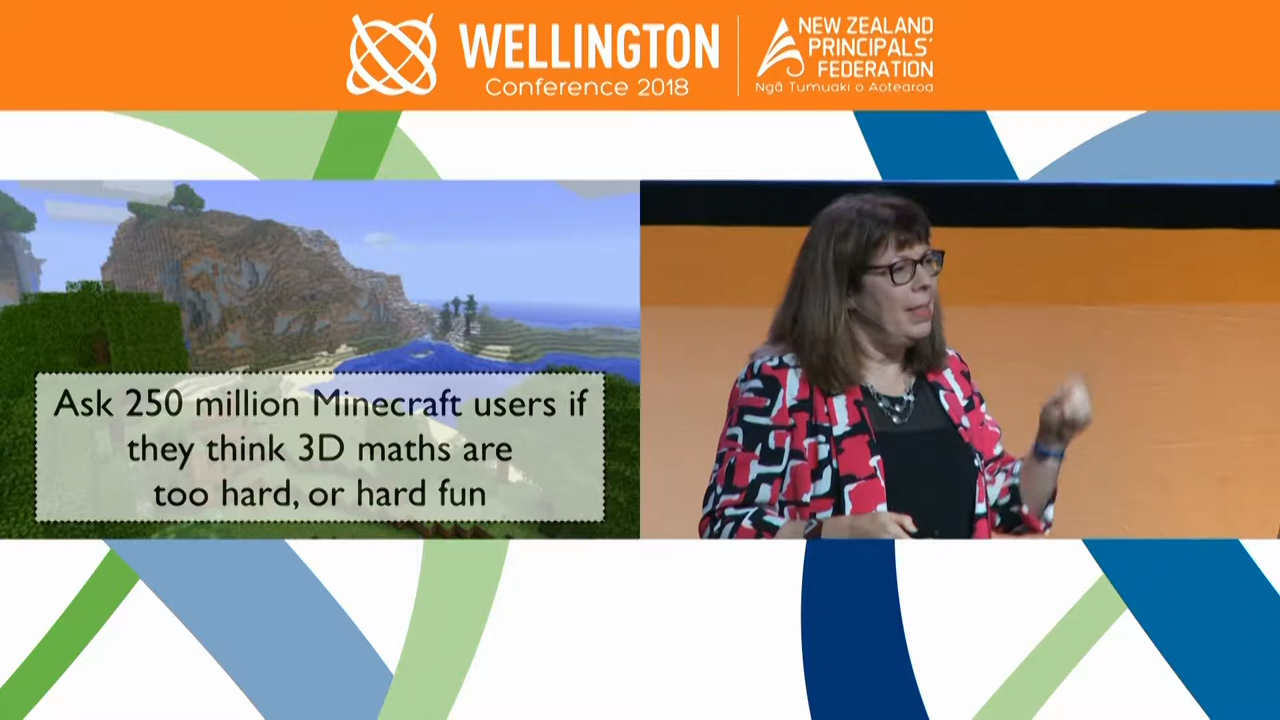 WELLINGTON
Conference 2018
NEW ZEALAND
PRINCIPALS'
FEDERATION
Ngā Tumuaki o Aotearoa
Ask 250 million Minecraft users if
they think 3D maths are
too hard, or hard fun